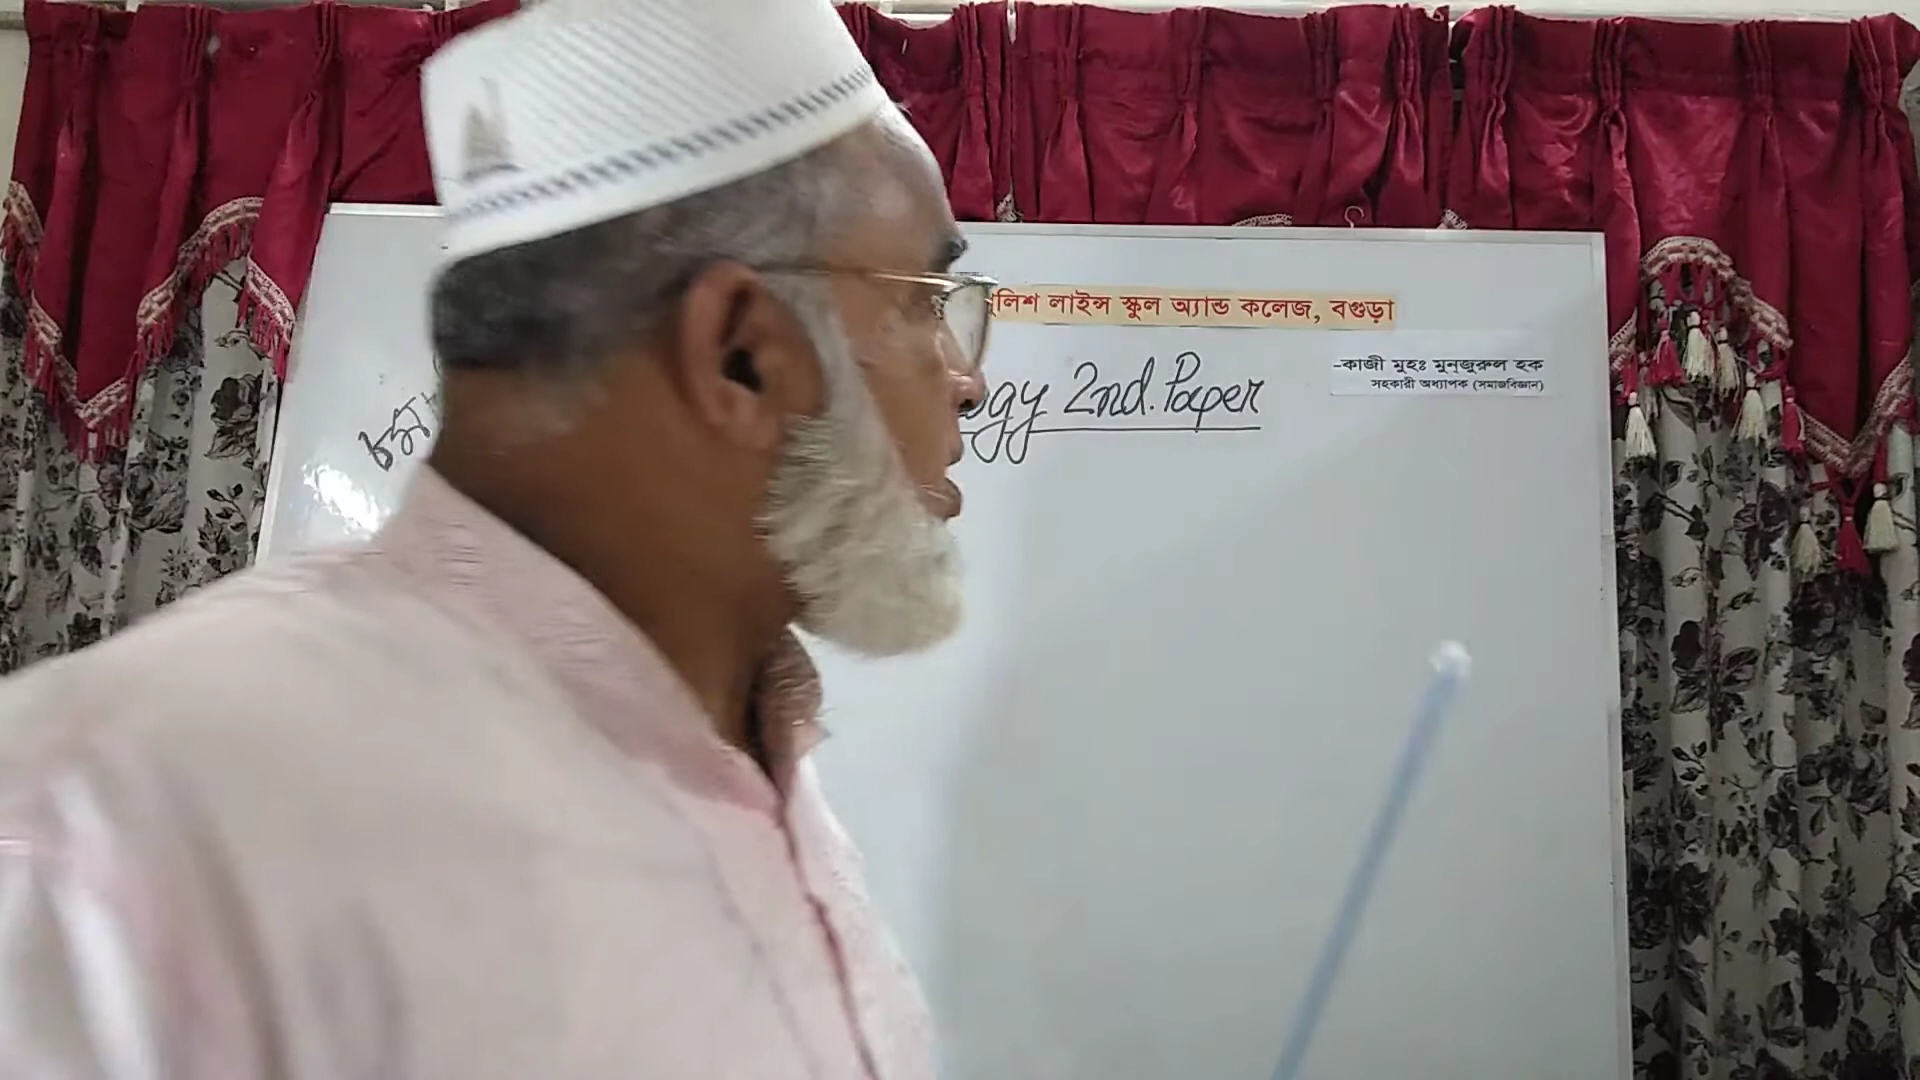 লিশ লাইন্স স্কুল অ্যান্ড কলেজ, বগুড়া
-কাজী মুহঃ মুনজুরুল হক
সহকারী অধ্যাপক (সমাজবিজ্ঞান)
ogy 2nd. Paper